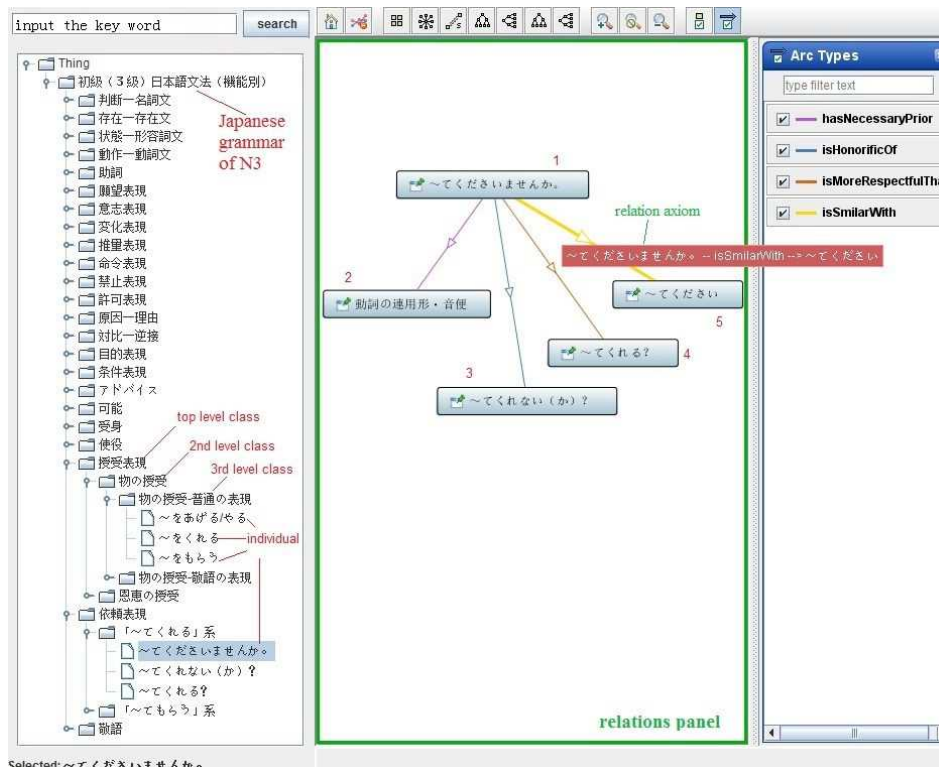 input the key word
search
Thing
初級（３級）日本語文法（機能別）
判断ー名詞文
存在ー存在文
状態ー形容詞文
動作ー動詞文
助詞
願望表現
意志表現
変化表現
推量表現
命令表現
禁止表現
許可表現
原因ー理由
対比ー逆接
目的表現
条件表現
アドバイス
可能
受身
使役
授受表現
物の授受
物の授受-普通の表現
～をあげる/やる
～をくれる
～をもらう
物の授受-敬語の表現
恩恵の授受
依頼表現
「～てくれる」系
～てくださいませんか。
～てくれない（か）？
～てくれる?
「～てもらう」系
敬語
Japanese
grammar
of N3
top level class
2nd level class
3rd level class
individual
Selected: ～てくださいませんか。
1
～てくださいませんか。
relation axiom
～てくださいませんか。 -- isSmilarWith --> ～てください
2
動詞の連用形・音便
～てください
5
～てくれる?
4
3
～てくれない（か）？
relations panel
Arc Types
type filter text
hasNecessaryPrior
isHonorificOf
isMoreRespectfulTha
isSmilarWith